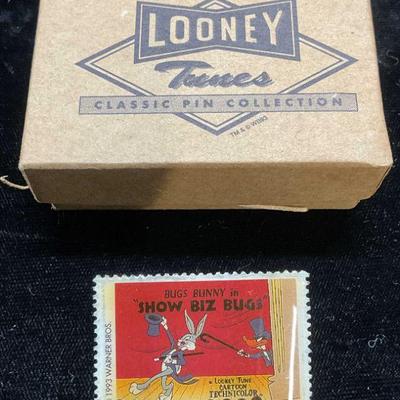 LOONEY
Tunes
CLASSIC PIN COLLECTION
TM & © WB93
BUGS BUNNY in
"SHOW BIZ BUGS"
A LOONEY TUNE
CARTOON
TECHNICOLOR
1993 WARNER BROS.